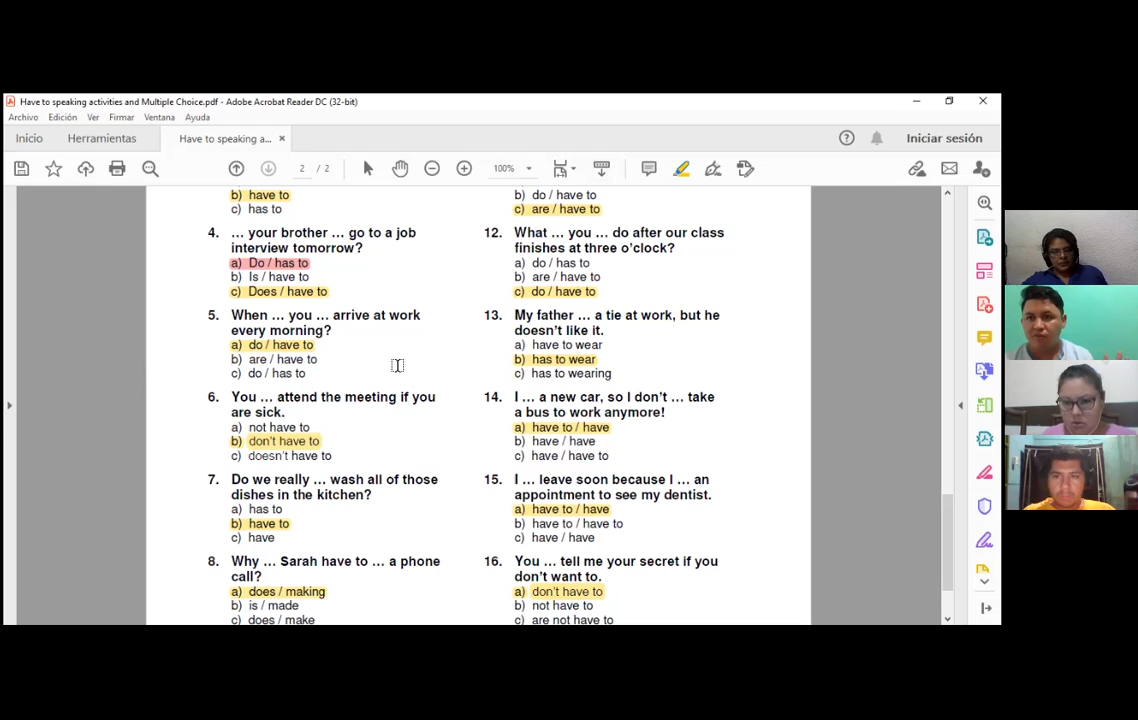 Have to speaking activities and Multiple Choice.pdf - Adobe Acrobat Reader DC (32-bit)
Archivo Edición Ver Firmar Ventana Ayuda
Inicio Herramientas Have to speaking a... × Iniciar sesión
2 / 2 100%
b) have to
c) has to
4. ... your brother ... go to a job
interview tomorrow?
a) Do / has to
b) Is / have to
c) Does / have to
5. When ... you ... arrive at work
every morning?
a) do / have to
b) are / have to
c) do / has to
6. You ... attend the meeting if you
are sick.
a) not have to
b) don't have to
c) doesn't have to
7. Do we really ... wash all of those
dishes in the kitchen?
a) has to
b) have to
c) have
8. Why ... Sarah have to ... a phone
call?
a) does / making
b) is / made
c) does / make
b) do / have to
c) are / have to
12. What ... you ... do after our class
finishes at three o'clock?
a) do / has to
b) are / have to
c) do / have to
13. My father ... a tie at work, but he
doesn't like it.
a) have to wear
b) has to wear
c) has to wearing
14. I ... a new car, so I don't ... take
a bus to work anymore!
a) have to / have
b) have / have
c) have / have to
15. I ... leave soon because I ... an
appointment to see my dentist.
a) have to / have
b) have to / have to
c) have / have
16. You ... tell me your secret if you
don't want to.
a) don't have to
b) not have to
c) are not have to